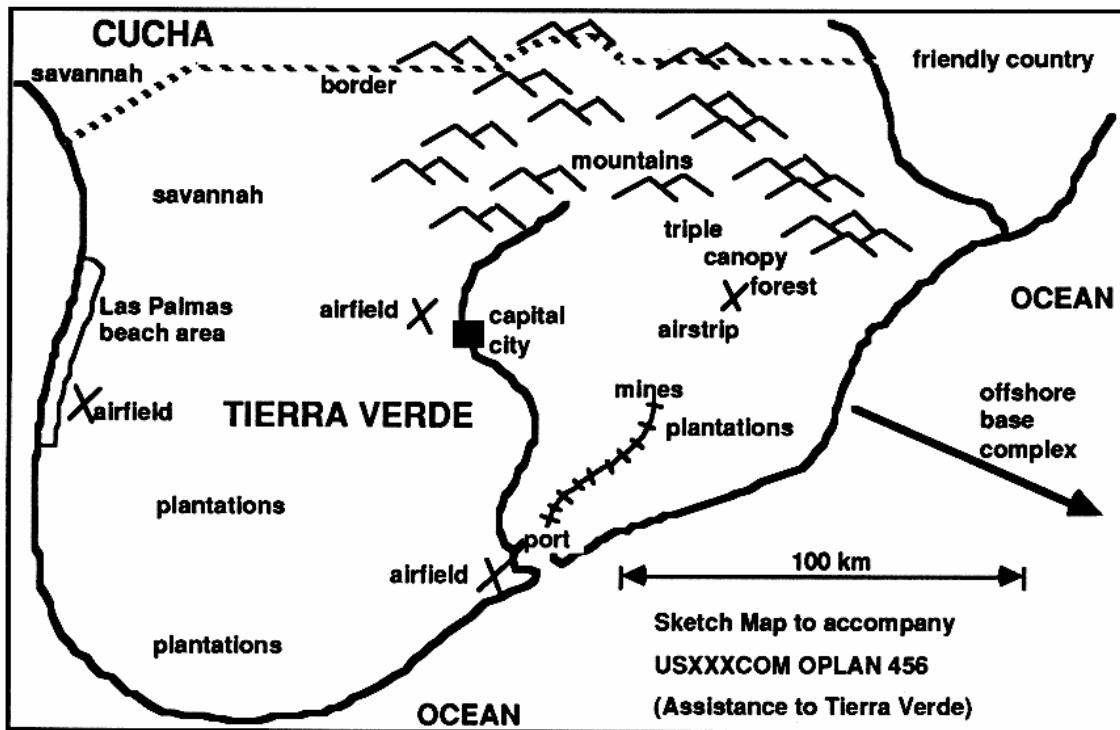 CUCHA
savannah
border
friendly country
mountains
savannah
triple
canopy
forest
OCEAN
Las Palmas
beach area
airfield
capital
city
airstrip
airfield
TIERRA VERDE
mines
plantations
offshore
base
complex
plantations
port
airfield
100 km
plantations
Sketch Map to accompany
USXXXCOM OPLAN 456
(Assistance to Tierra Verde)
OCEAN